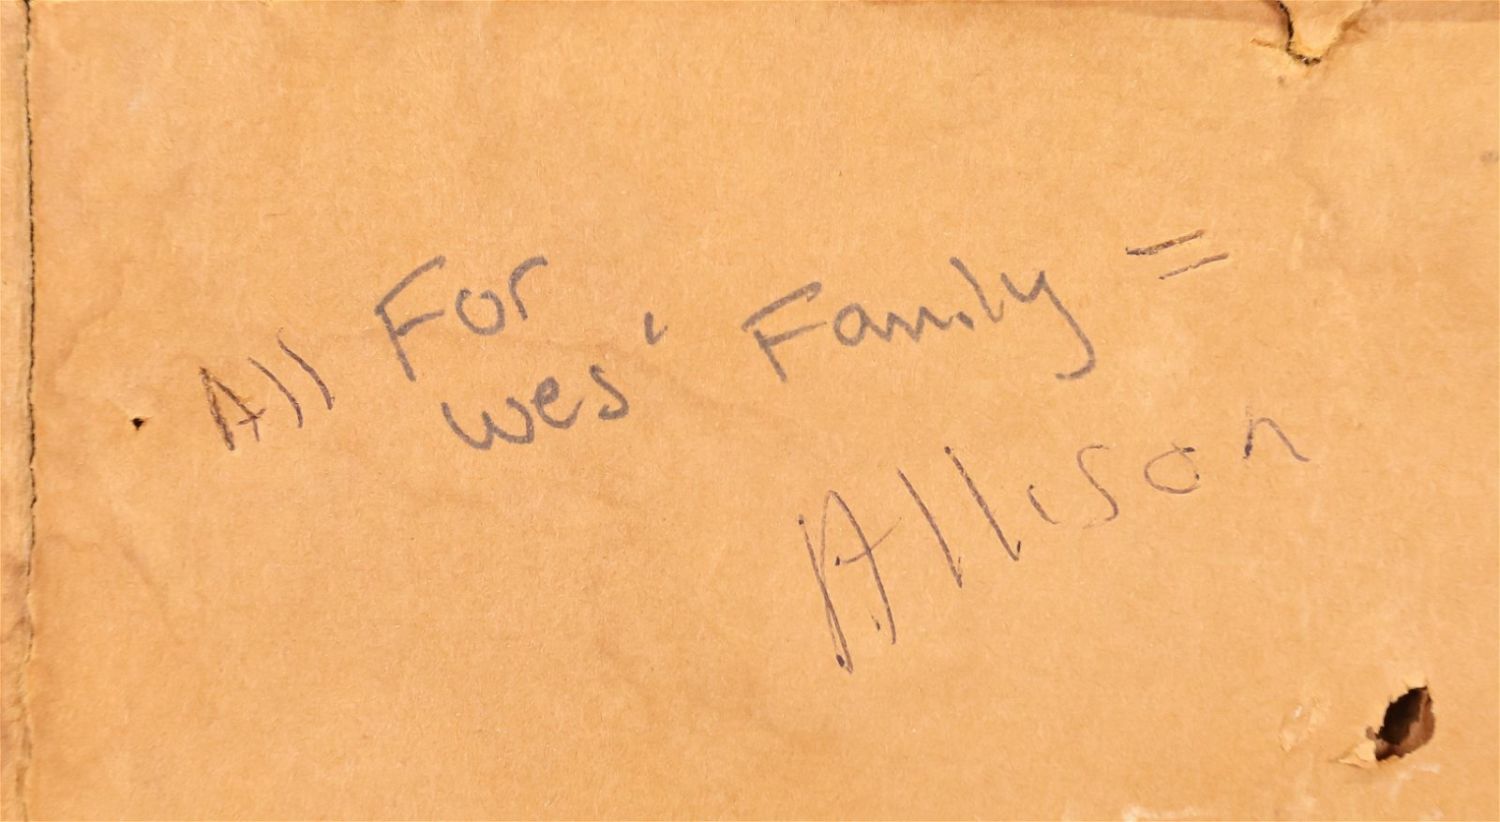 All For
wes' Family =
Allison